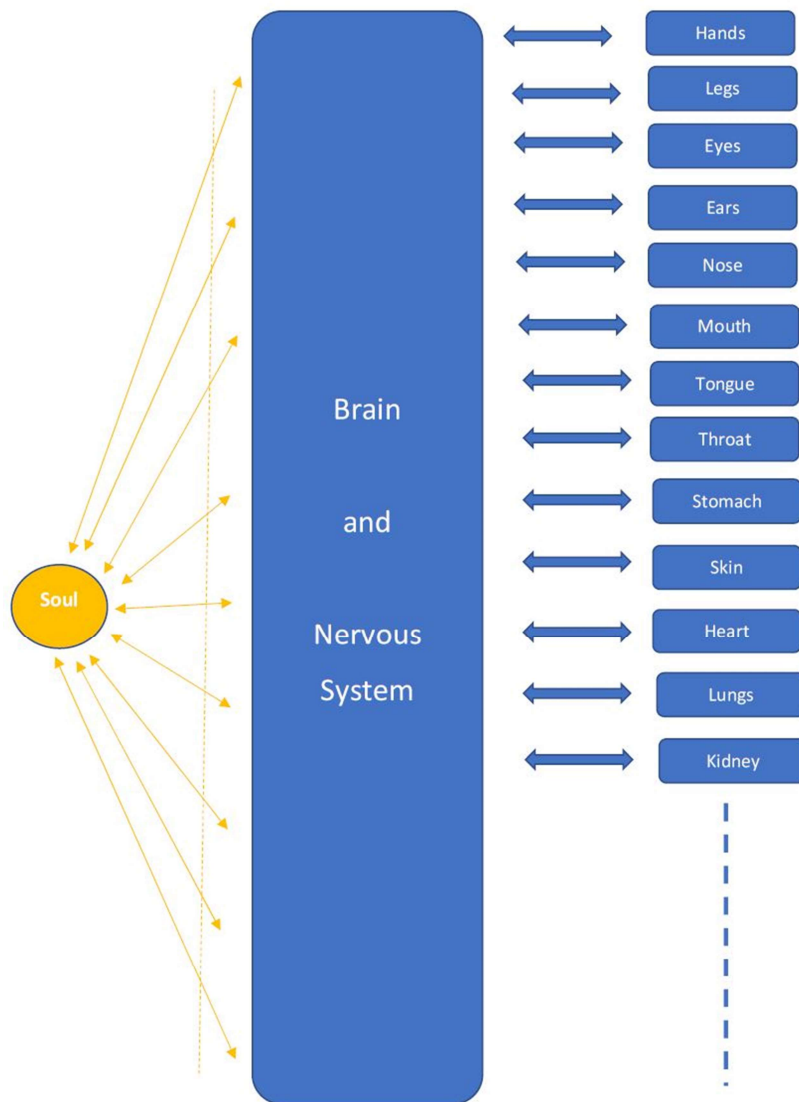 Hands
Legs
Eyes
Ears
Nose
Mouth
Tongue
Throat
Stomach
Skin
Heart
Lungs
Kidney
Brain
and
Nervous
System
Soul